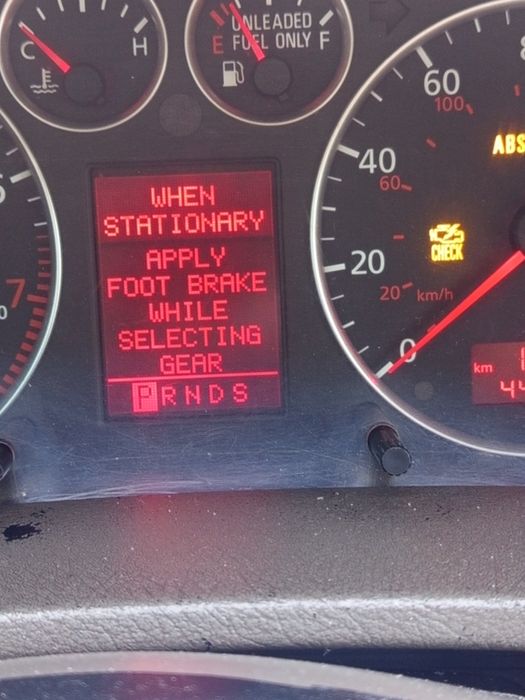 C H
UNLEADED
E FUEL ONLY F
WHEN
STATIONARY
APPLY
FOOT BRAKE
WHILE
SELECTING
GEAR
P R N D S
7
60
100
40
60
20
20 km/h
0
ABS
CHECK
km